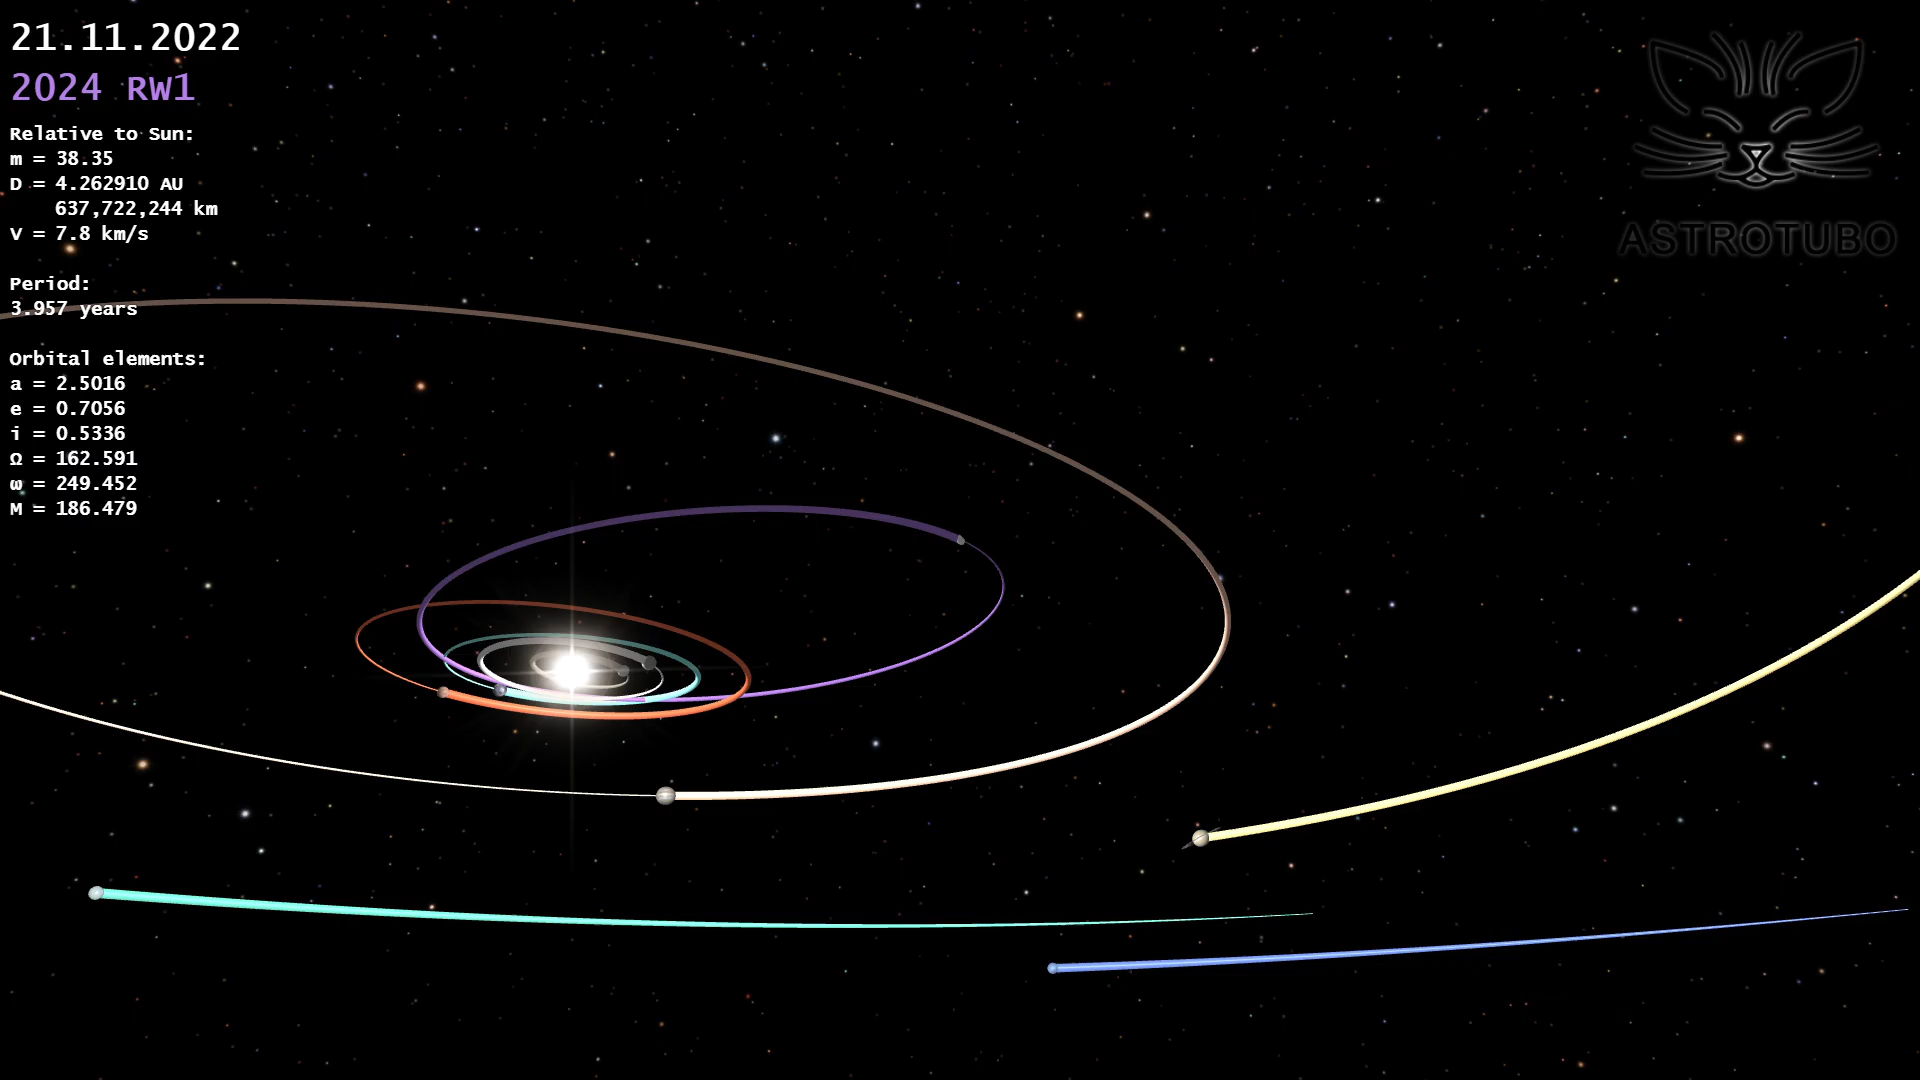 21.11.2022
2024 RW1
Relative to Sun:
m = 38.35
D = 4.262910 AU
637,722,244 km
V = 7.8 km/s
Period:
3.957 years
Orbital elements:
a = 2.5016
e = 0.7056
i = 0.5336
Ω = 162.591
ω = 249.452
M = 186.479
ASTROTUBO